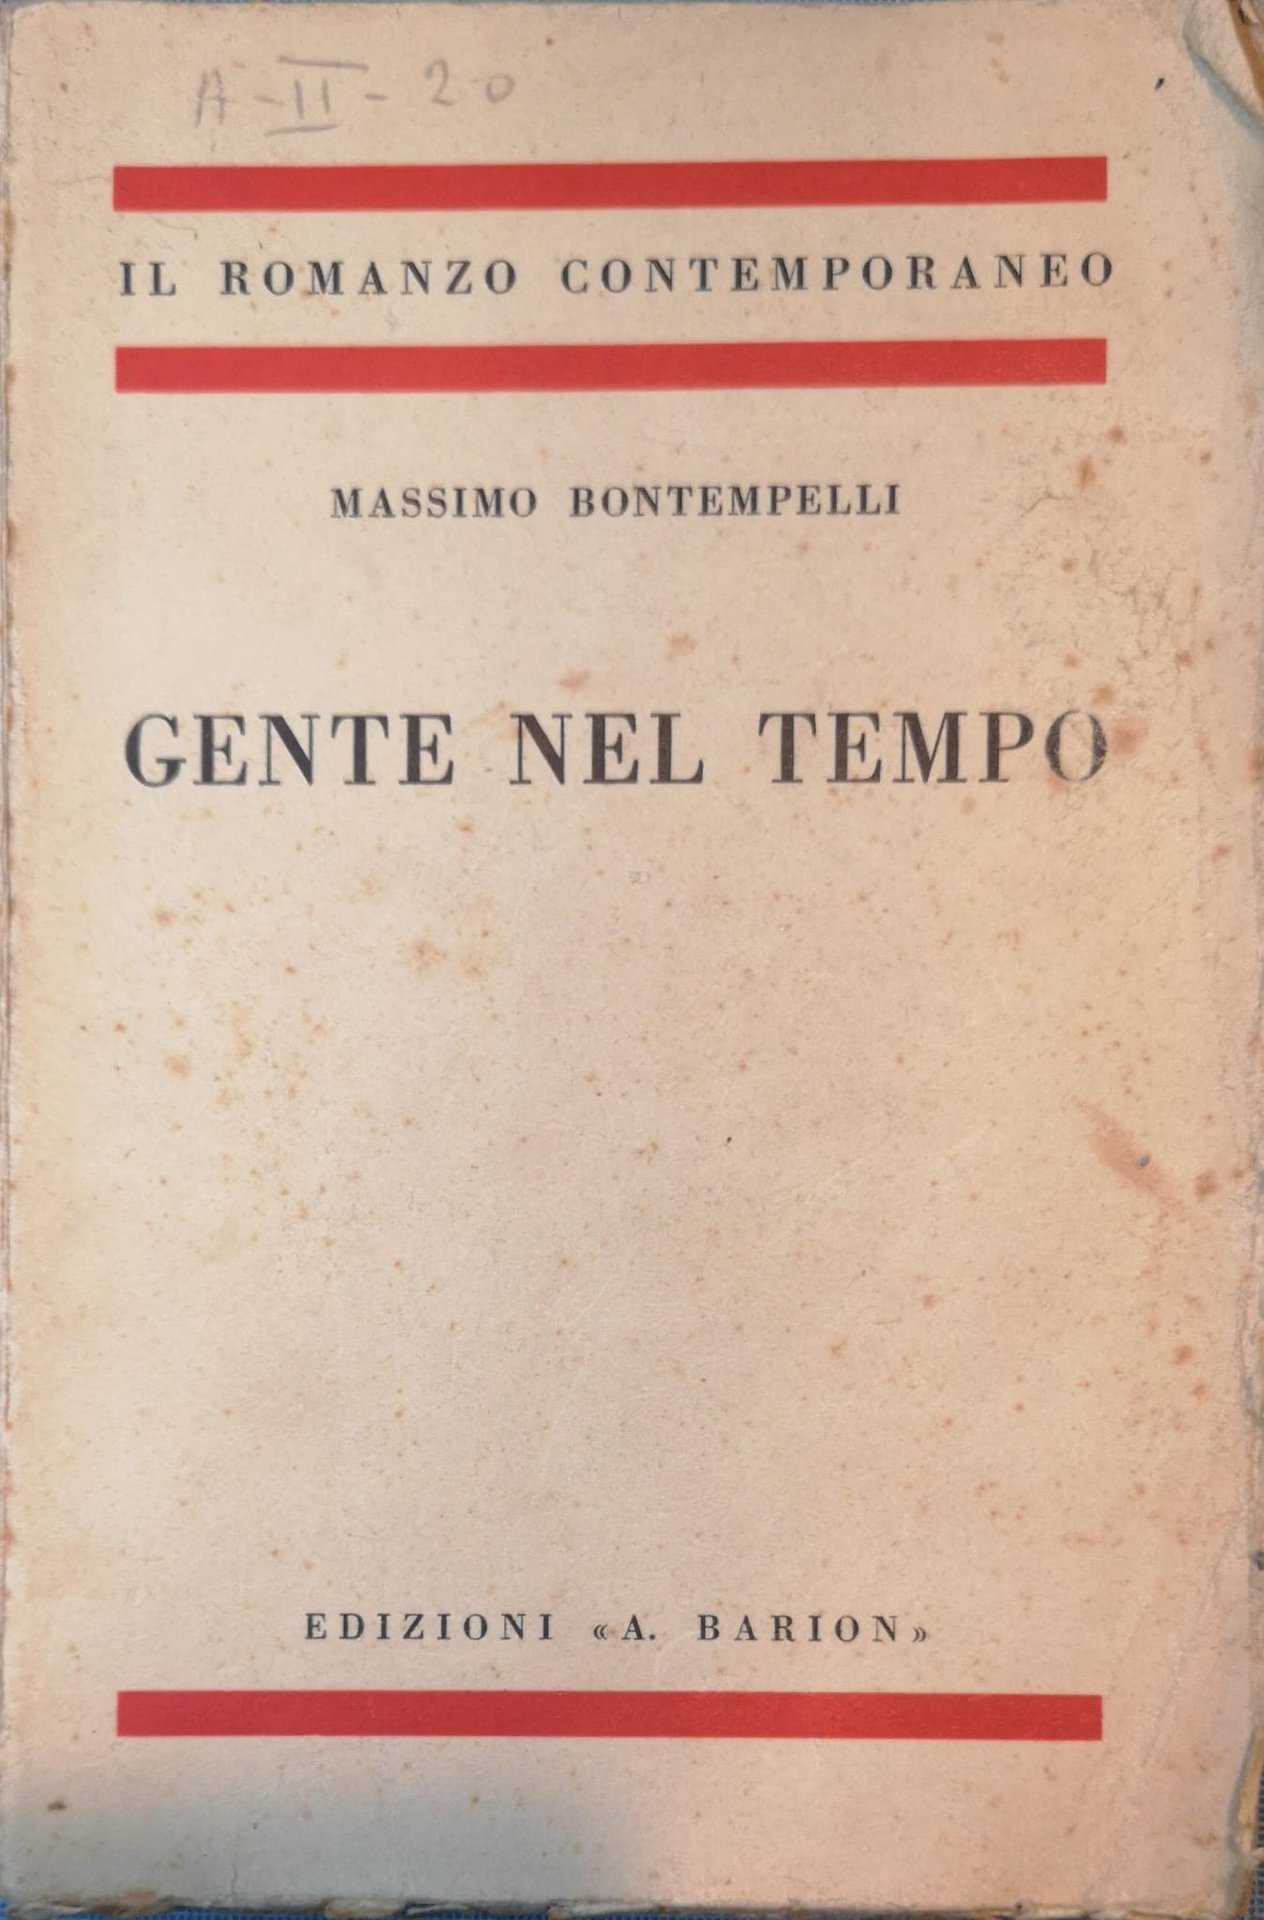 A-II-20
IL ROMANZO CONTEMPORANEO
MASSIMO BONTEMPELLI
GENTE NEL TEMPO
EDIZIONI «A. BARION»